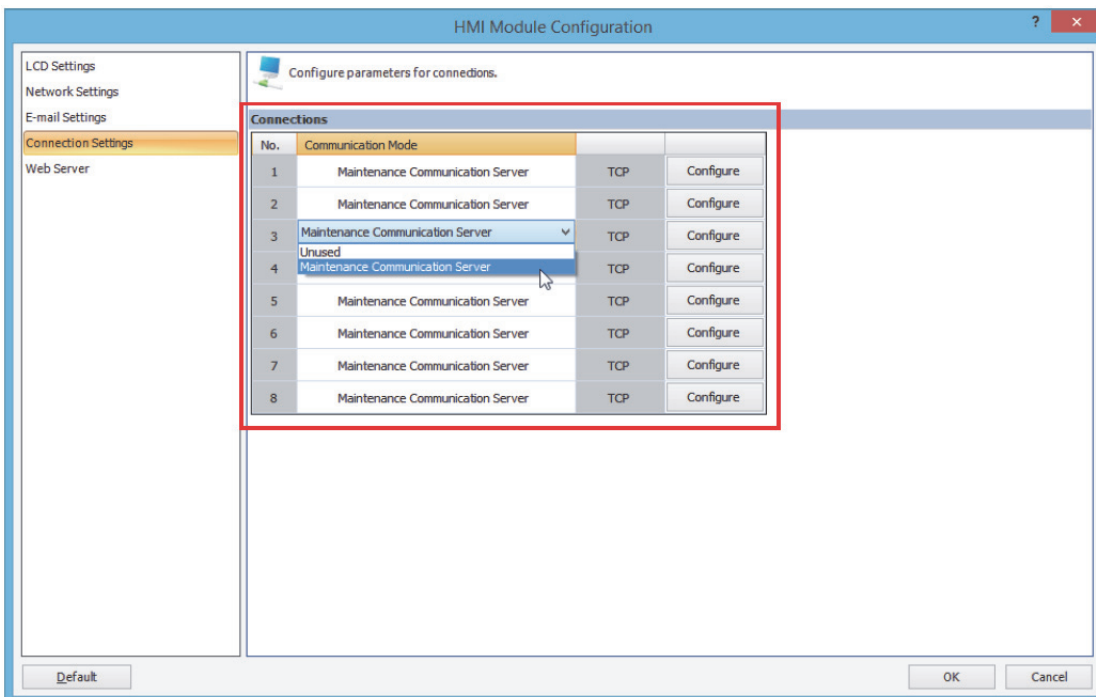 HMI Module Configuration ? ×
LCD Settings
Network Settings
E-mail Settings
Connection Settings
Web Server
Configure parameters for connections.
Connections
No. Communication Mode
1 Maintenance Communication Server TCP Configure
2 Maintenance Communication Server TCP Configure
3 Maintenance Communication Server TCP Configure
Unused
4 Maintenance Communication Server TCP Configure
5 Maintenance Communication Server TCP Configure
6 Maintenance Communication Server TCP Configure
7 Maintenance Communication Server TCP Configure
8 Maintenance Communication Server TCP Configure
Default OK Cancel